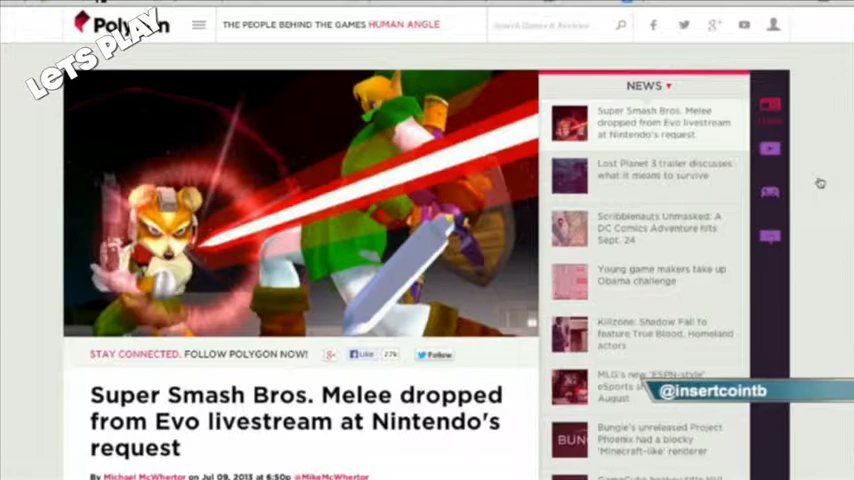 LETS PLAY
Polygon
THE PEOPLE BEHIND THE GAMES HUMAN ANGLE
Search Games & Reviews
NEWS
Super Smash Bros. Melee
dropped from Evo livestream
at Nintendo's request
Lost Planet 3 trailer discusses
what it means to survive
Scribblenauts Unmasked: A
DC Comics Adventure hits
Sept. 24
Young game makers take up
Obama challenge
Killzone: Shadow Fall to
feature True Blood, Homeland
actors
MLG's new 'ESPN-style'
eSports
August
@insertcointb
BUN
Bungie's unreleased Project
Phoenix had a blocky
'Minecraft-like' renderer
STAY CONNECTED. FOLLOW POLYGON NOW!
Like
27k
Follow
Super Smash Bros. Melee dropped
from Evo livestream at Nintendo's
request
By Michael McWhertor on Jul 09, 2013 at 6:50p @MikeMcWhertor